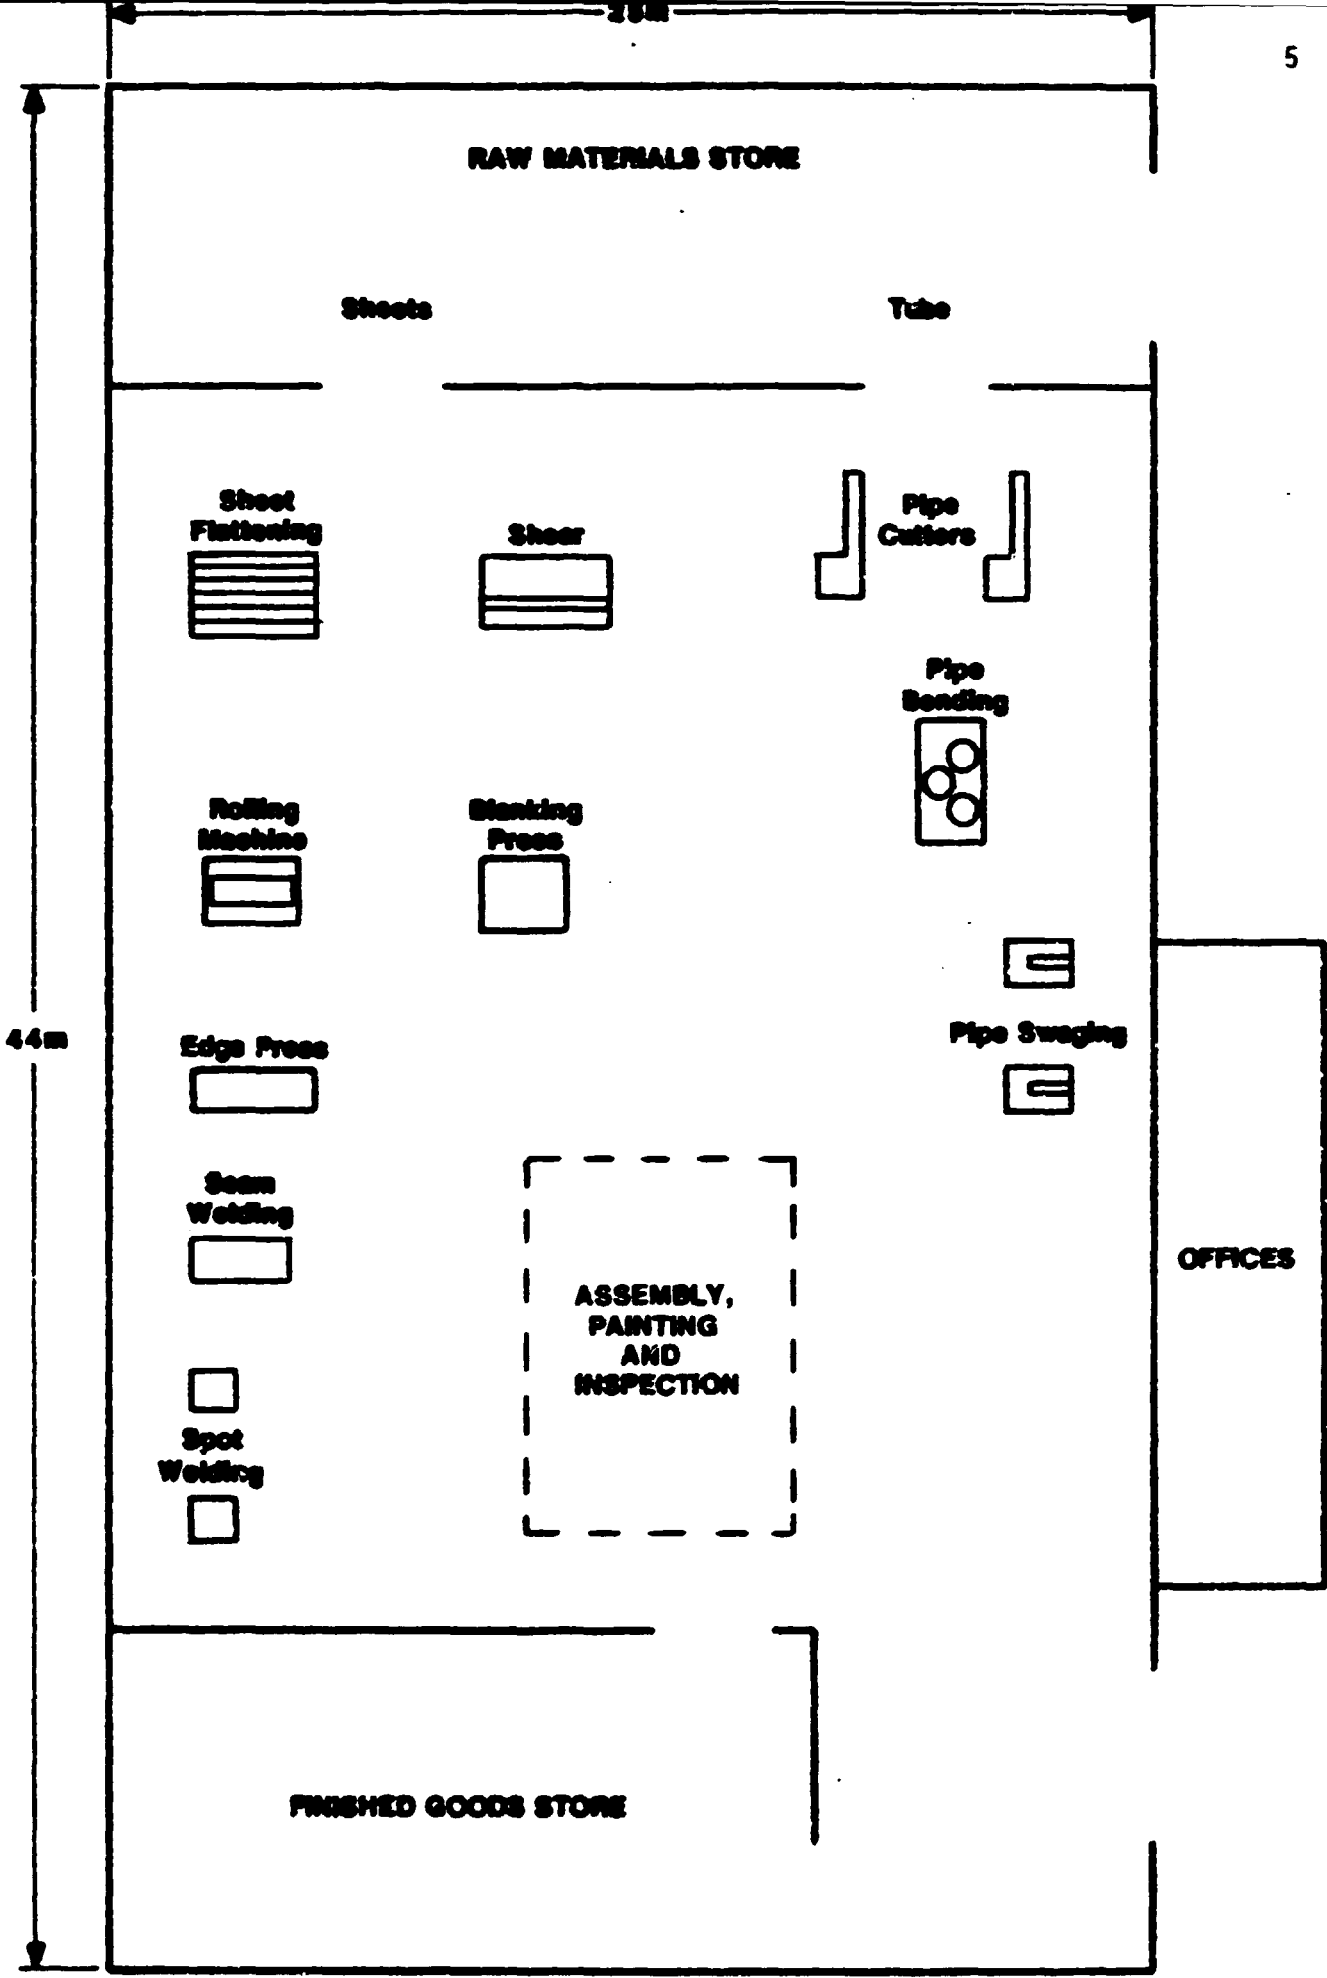 5
RAW MATERIALS STORE
Sheets
Tube
Sheet
Flattening
Shear
Pipe
Cutters
Pipe
Bending
Rolling
Machine
Blanking
Press
44m
Edge Press
Pipe Swaging
Seam
Welding
OFFICES
ASSEMBLY,
PAINTING
AND
INSPECTION
Spot
Welding
FINISHED GOODS STORE